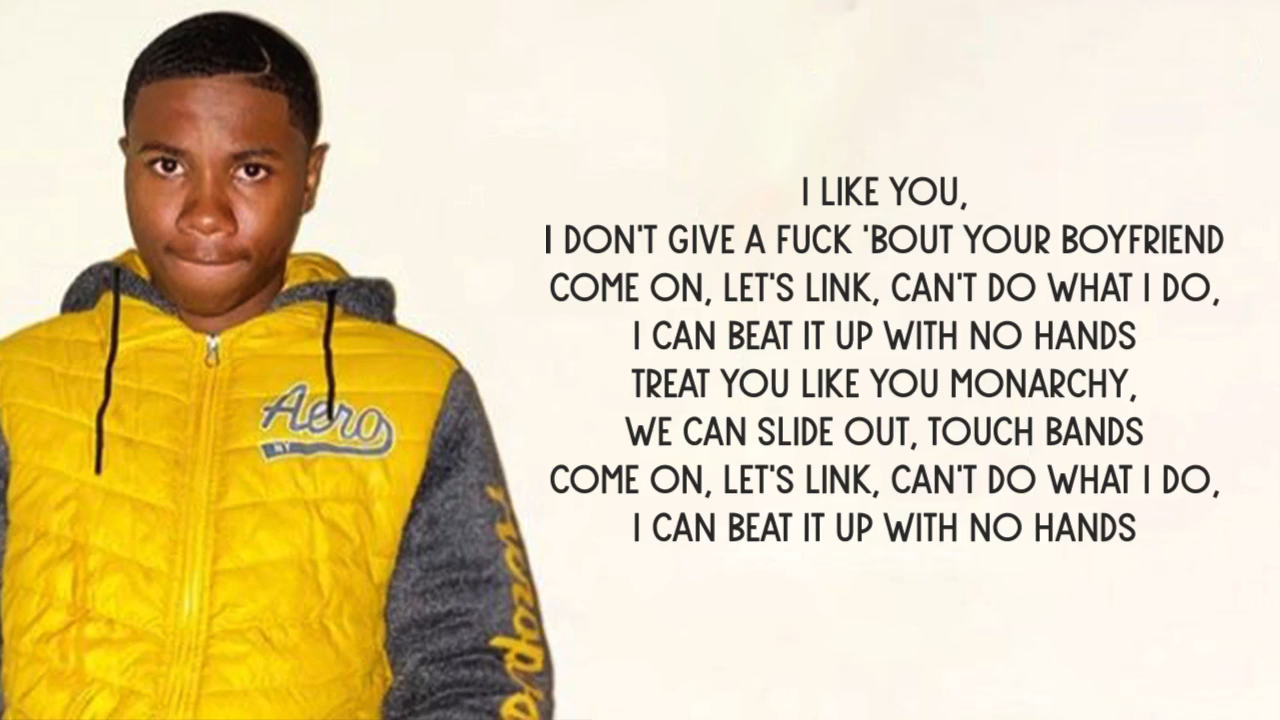 I LIKE YOU,
I DON'T GIVE A FUCK 'BOUT YOUR BOYFRIEND
COME ON, LET'S LINK, CAN'T DO WHAT I DO,
I CAN BEAT IT UP WITH NO HANDS
TREAT YOU LIKE YOU MONARCHY,
WE CAN SLIDE OUT, TOUCH BANDS
COME ON, LET'S LINK, CAN'T DO WHAT I DO,
I CAN BEAT IT UP WITH NO HANDS
Aero
NY